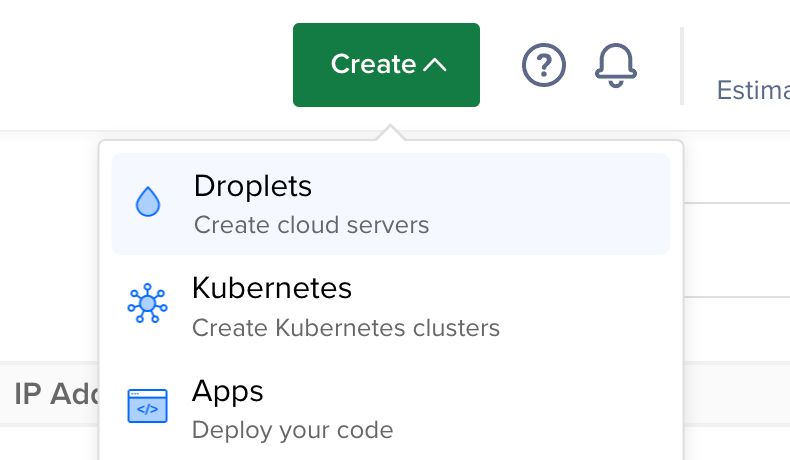 Create
?
Estima
Droplets
Create cloud servers
Kubernetes
Create Kubernetes clusters
IP Add
Apps
</>
Deploy your code